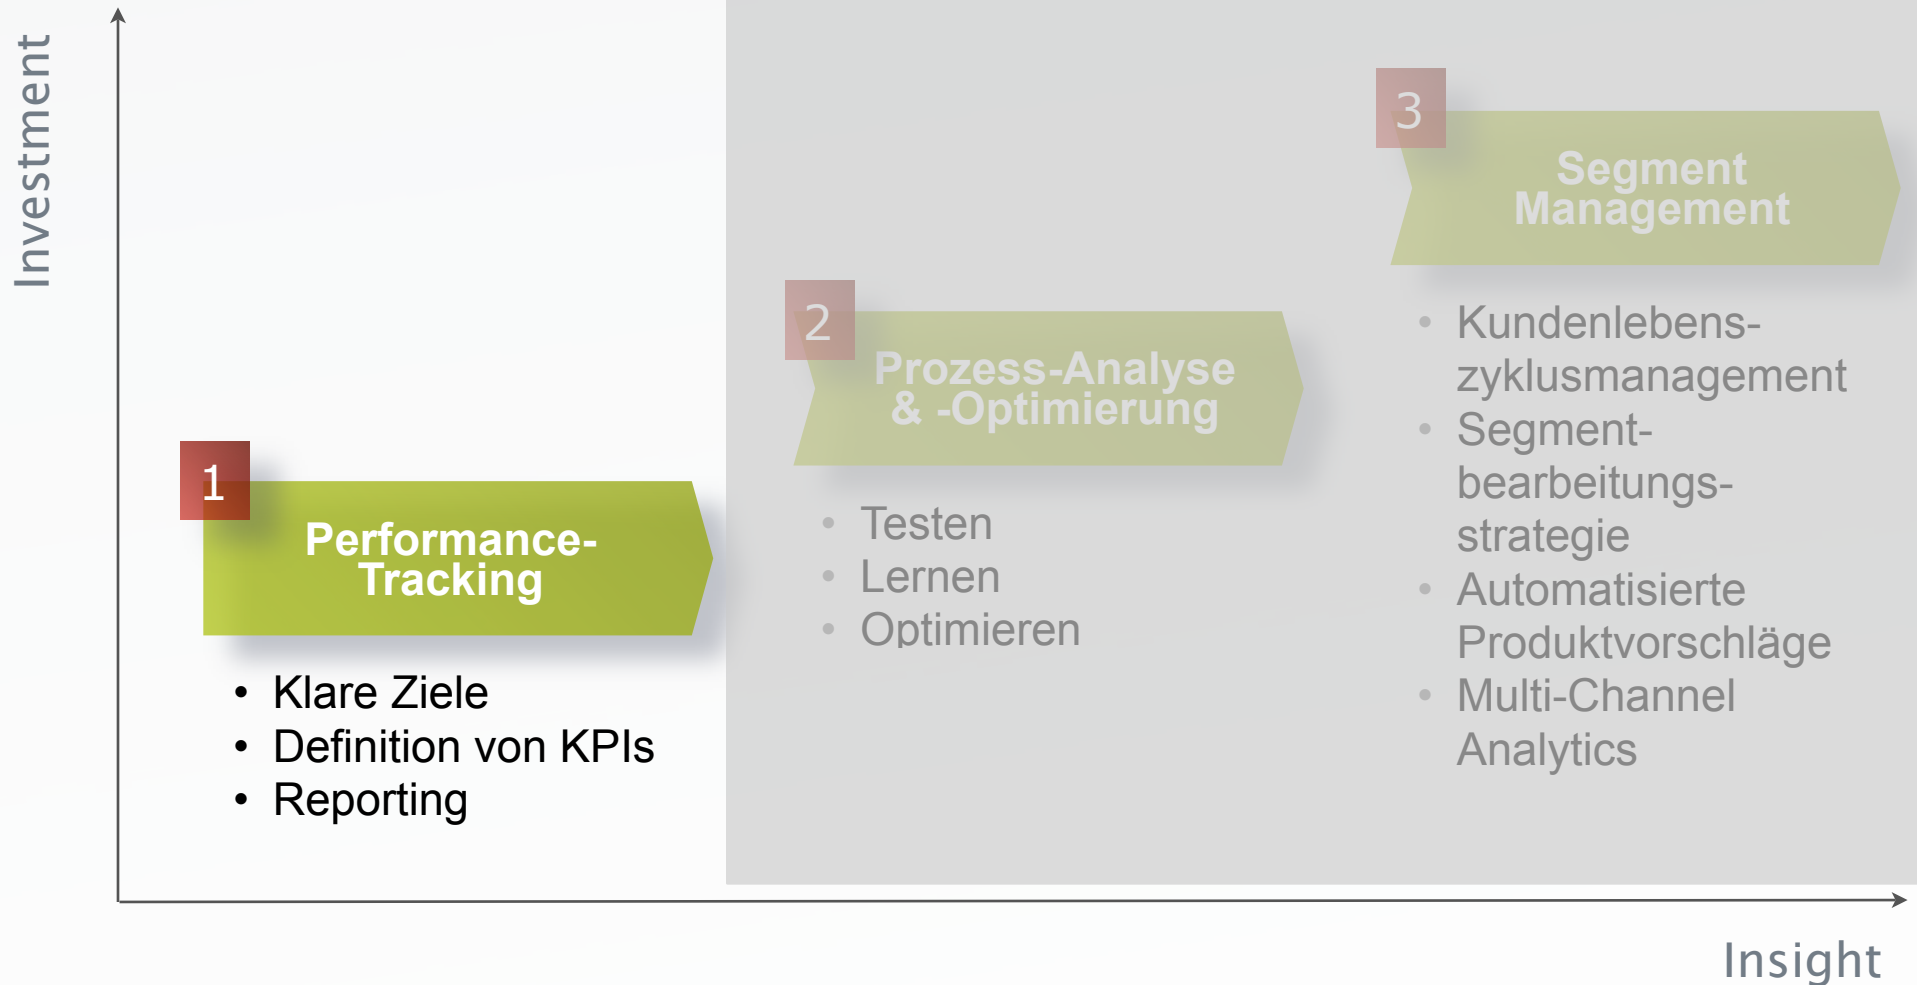 Investment
1
Performance-
Tracking
• Klare Ziele
• Definition von KPIs
• Reporting
2
Prozess-Analyse
& -Optimierung
• Testen
• Lernen
• Optimieren
3
Segment
Management
• Kundenlebens-
zyklusmanagement
• Segment-
bearbeitungs-
strategie
• Automatisierte
Produktvorschläge
• Multi-Channel
Analytics
Insight